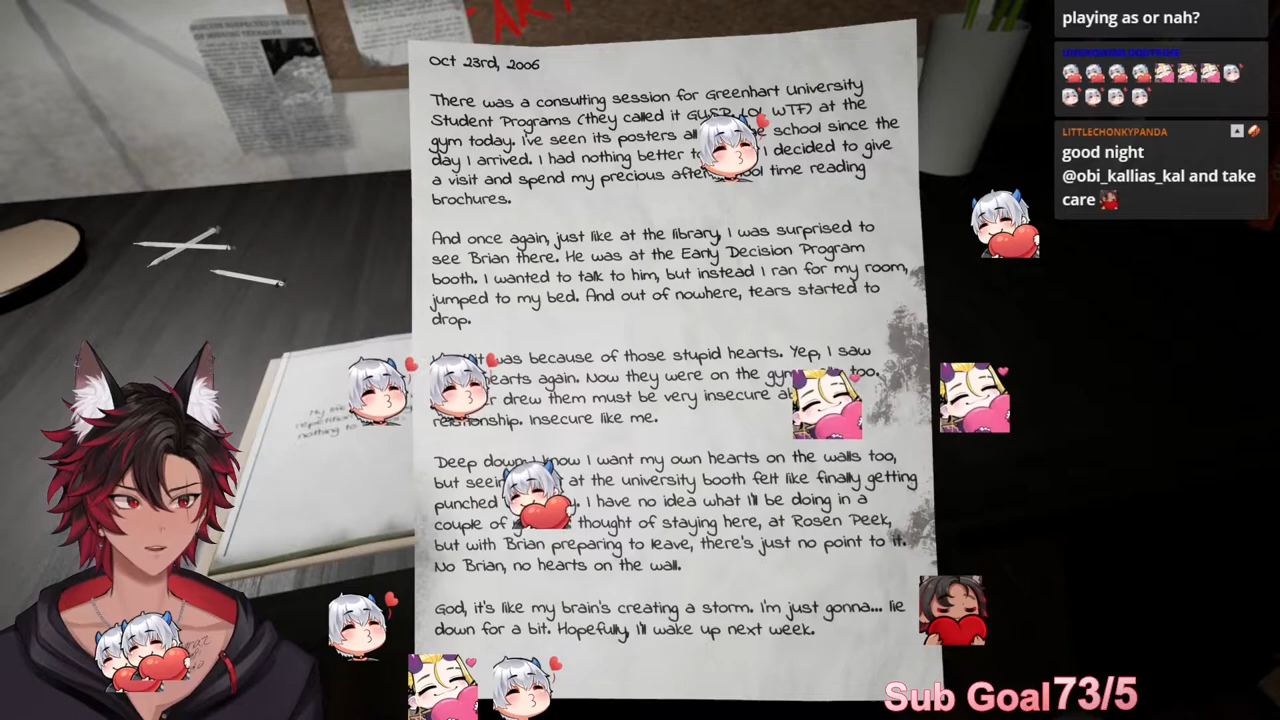 Oct 23rd, 2006
There was a consulting session for Greenhart University
Student Programs (they called it GUSP LOL WTF) at the
gym today. I've seen its posters all school since the
day I arrived. I had nothing better I decided to give
a visit and spend my precious time reading
brochures.
And once again, just like at the library, I was surprised to
see Brian there. He was at the Early Decision Program
booth. I wanted to talk to him, but instead I ran for my room,
jumped to my bed. And out of nowhere, tears started to
drop.
it was because of those stupid hearts. Yep, I saw
hearts again. Now they were on the too.
drew them must be very insecure
relationship. Insecure like me.
Deep down, I know I want my own hearts on the walls too,
but at the university booth felt like finally getting
punched I have no idea what I'll be doing in a
couple of thought of staying here, at Rosen Peek,
but with Brian preparing to leave, there's just no point to it.
No Brian, no hearts on the wall.
God, it's like my brain's creating a storm. I'm just gonna... lie
down for a bit. Hopefully, I'll wake up next week.
playing as or nah?
LITTLECHONKYPANDA
good night
@obi_kallias_kal and take
care
Sub Goal 73/5